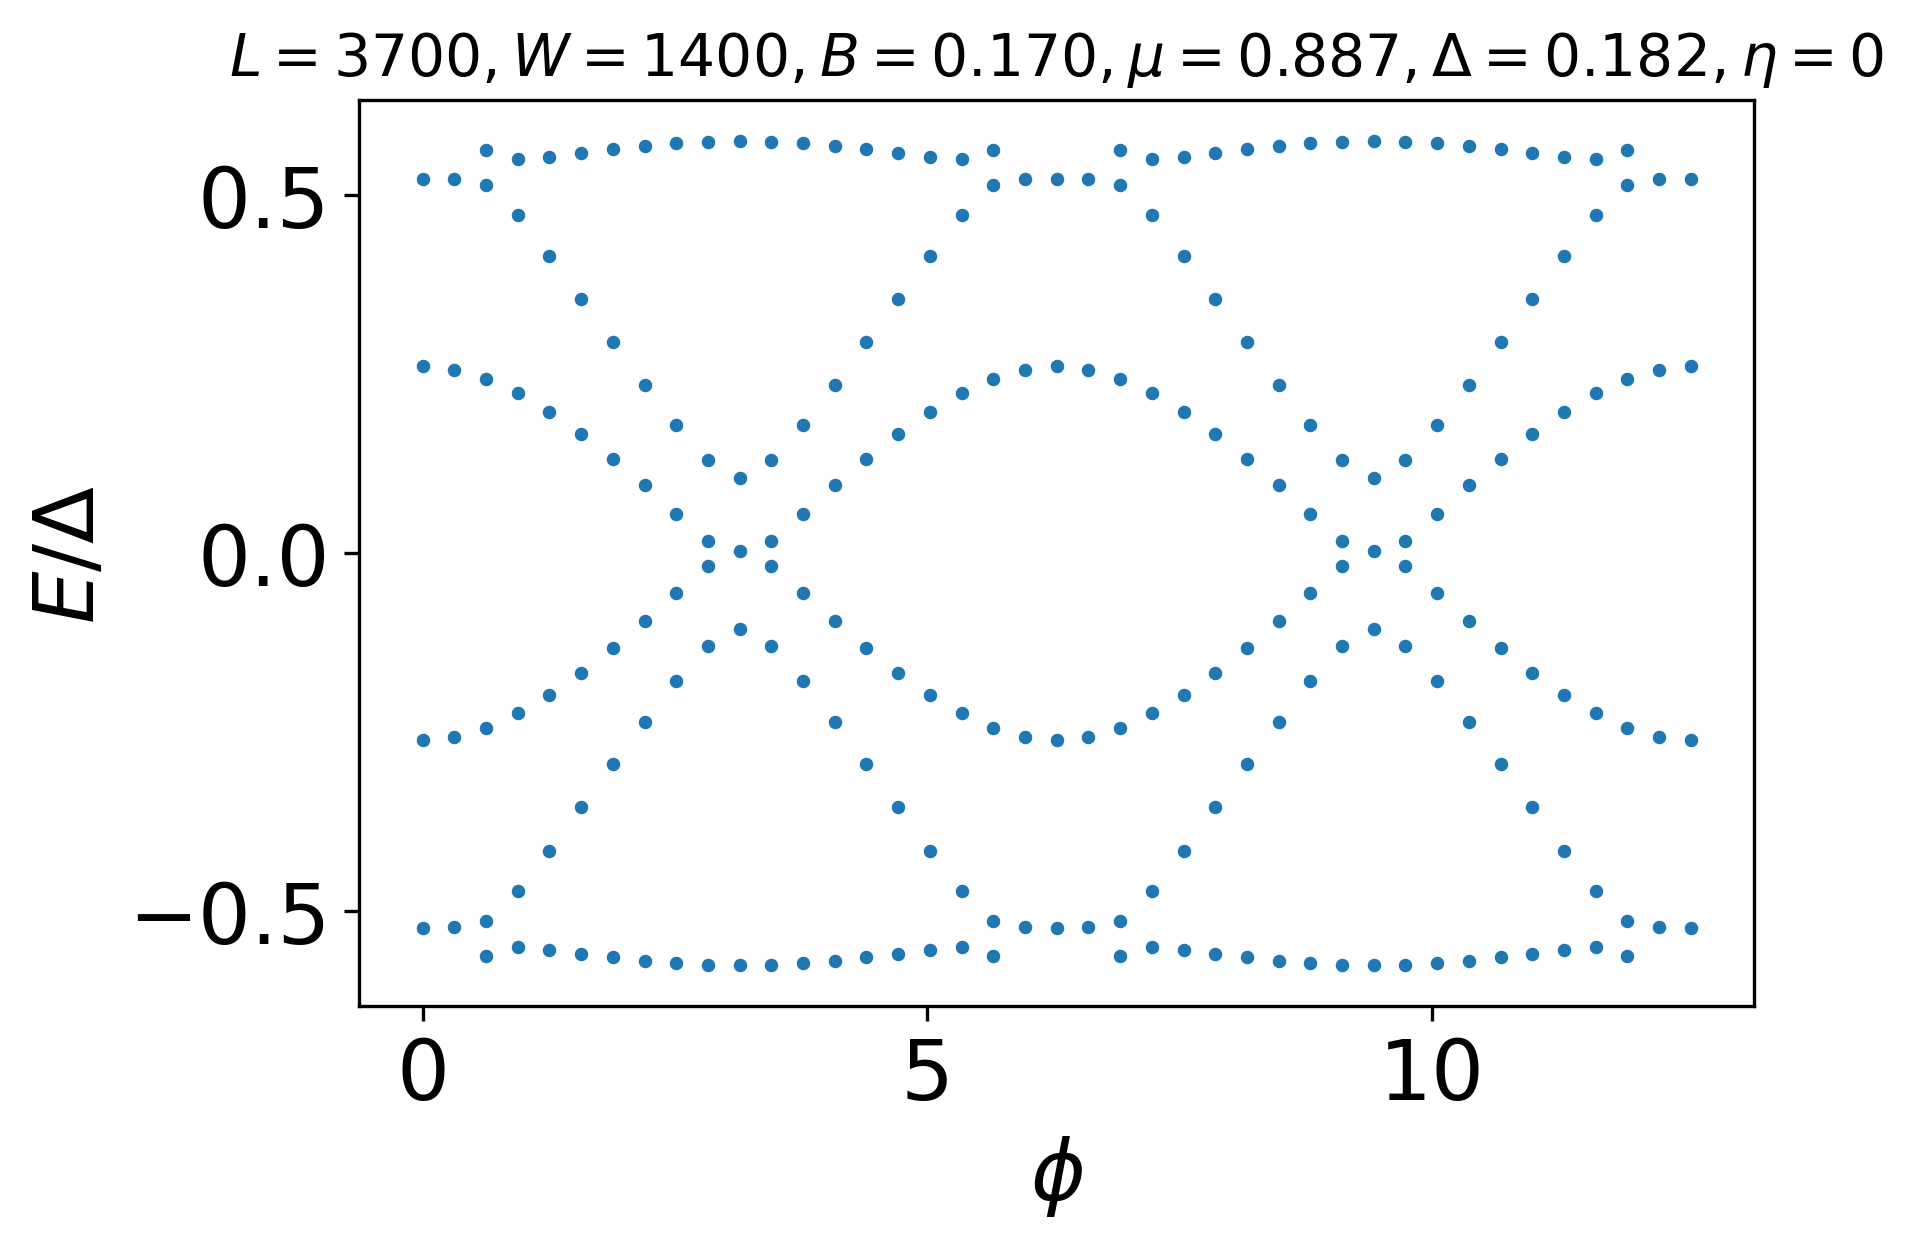 L = 3700, W = 1400, B = 0.170, μ = 0.887, Δ = 0.182, η = 0
0.5
0.0
−0.5
E/Δ
0 5 10
ϕ